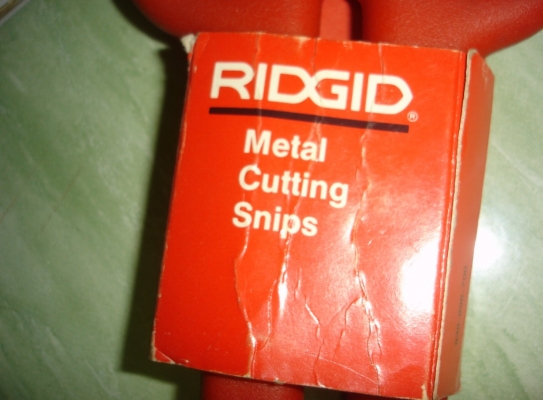 RIDGID®
Metal
Cutting
Snips